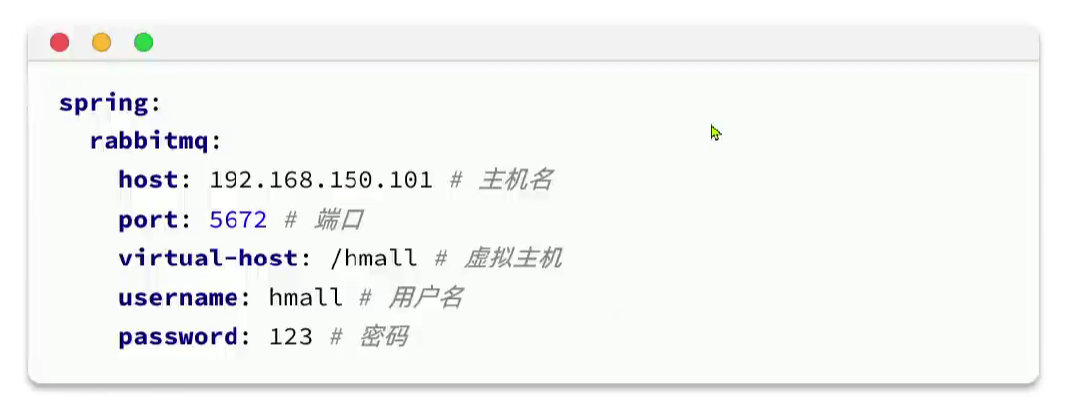 spring:
  rabbitmq:
    host: 192.168.150.101 # 主机名
    port: 5672 # 端口
    virtual-host: /hmall # 虚拟主机
    username: hmall # 用户名
    password: 123 # 密码